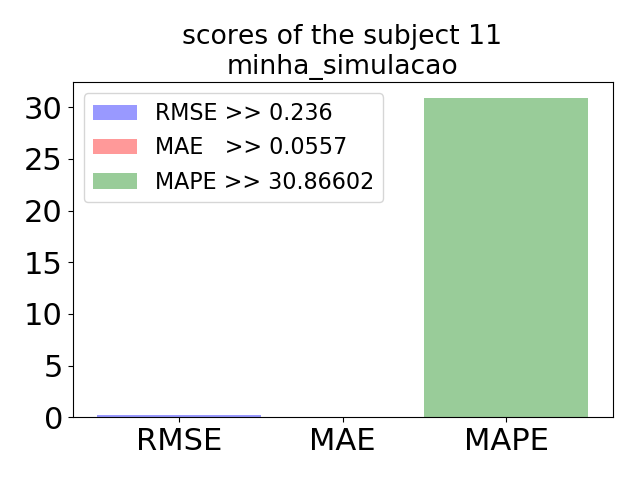 scores of the subject 11
minha_simulacao
RMSE >> 0.236
MAE   >> 0.0557
MAPE >> 30.86602
30
25
20
15
10
5
0
RMSE
MAE
MAPE